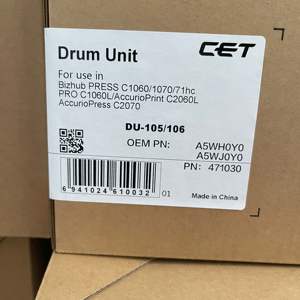 Drum Unit
CET
For use in
Bizhub PRESS C1060/1070/71hc
PRO C1060L/AccurioPrint C2060L
AccurioPress C2070
DU-105/106
OEM PN: A5WH0Y0
A5WJ0Y0
PN: 471030
6 941024 610032 01
Made in China